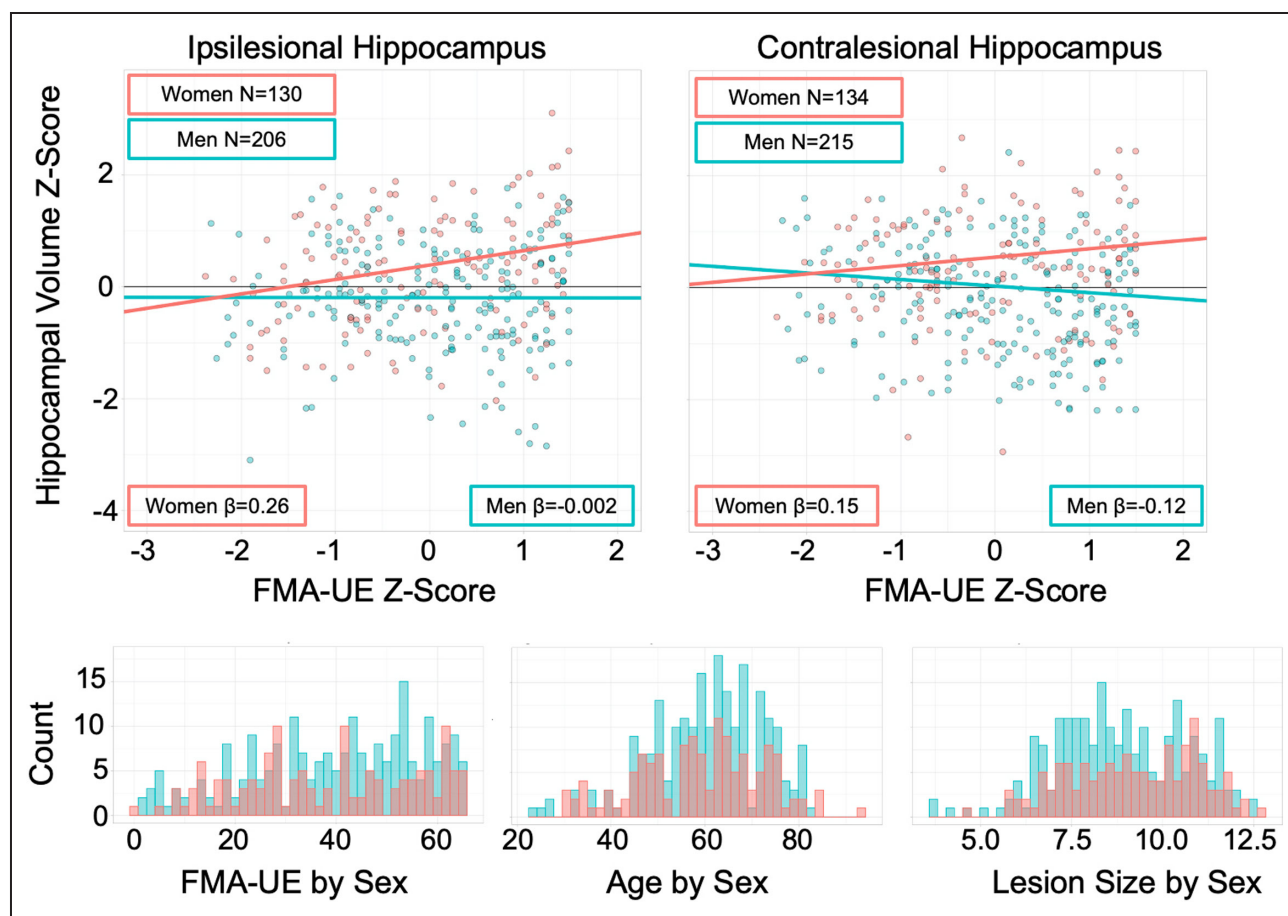 Ipsilesional Hippocampus
Contralesional Hippocampus
Women N=130
Men N=206
Women N=134
Men N=215
Hippocampal Volume Z-Score
2
0
-2
-4
Women β=0.26
Men β=-0.002
Women β=0.15
Men β=-0.12
-3 -2 -1 0 1 2
-3 -2 -1 0 1 2
FMA-UE Z-Score
FMA-UE Z-Score
Count
15
10
5
0
0 20 40 60
20 40 60 80
5.0 7.5 10.0 12.5
FMA-UE by Sex
Age by Sex
Lesion Size by Sex